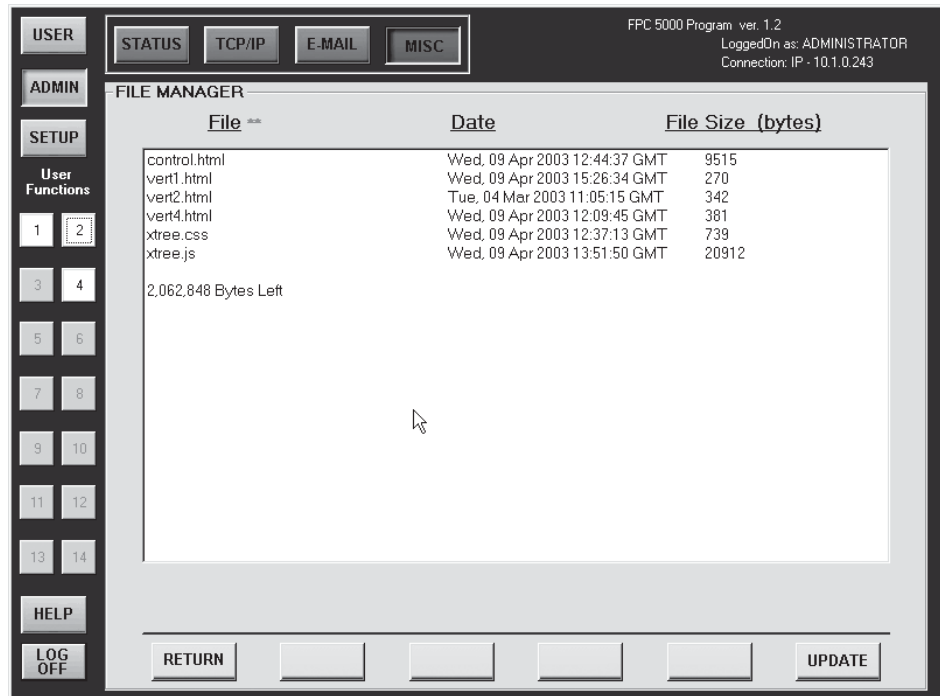 USER
ADMIN
SETUP
User
Functions
1 2
3 4
5 6
7 8
9 10
11 12
13 14
HELP
LOG
OFF
STATUS TCP/IP E-MAIL MISC
FPC 5000 Program ver. 1.2
LoggedOn as: ADMINISTRATOR
Connection: IP - 10.1.0.243
FILE MANAGER
File ** Date File Size (bytes)
control.html Wed, 09 Apr 2003 12:44:37 GMT 9515
vert1.html Wed, 09 Apr 2003 15:26:34 GMT 270
vert2.html Tue, 04 Mar 2003 11:05:15 GMT 342
vert4.html Wed, 09 Apr 2003 12:09:45 GMT 381
xtree.css Wed, 09 Apr 2003 12:37:13 GMT 739
xtree.js Wed, 09 Apr 2003 13:51:50 GMT 20912
2,062,848 Bytes Left
RETURN UPDATE